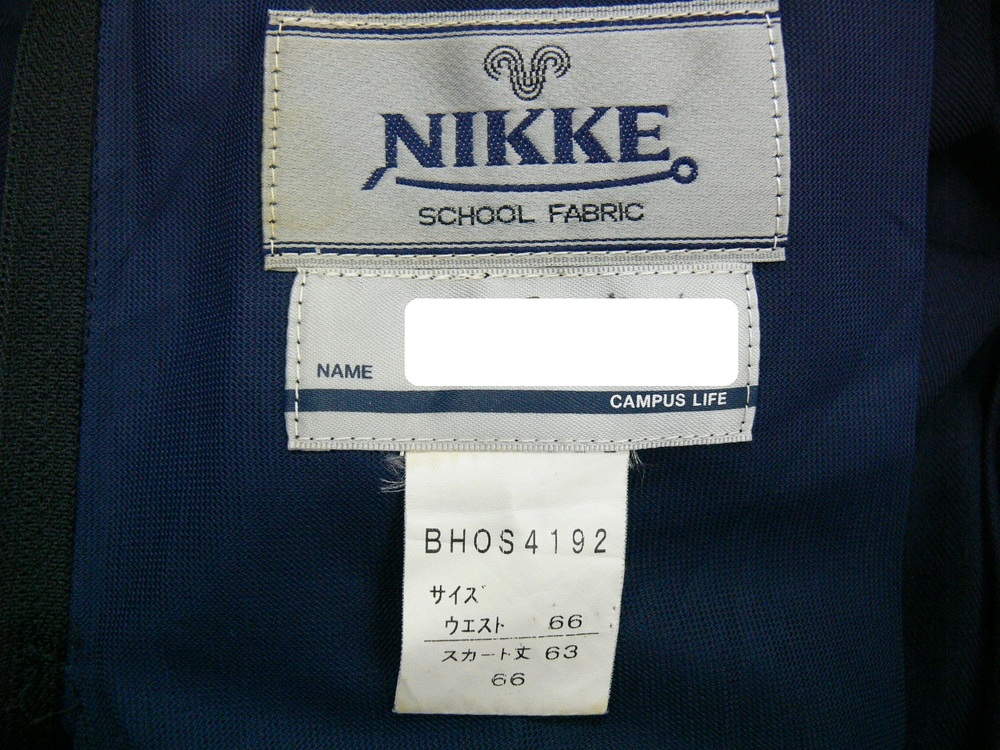 NIKKE
SCHOOL FABRIC
NAME
CAMPUS LIFE
BHOS4192
サイズ
ウエスト 66
スカート丈 63
66